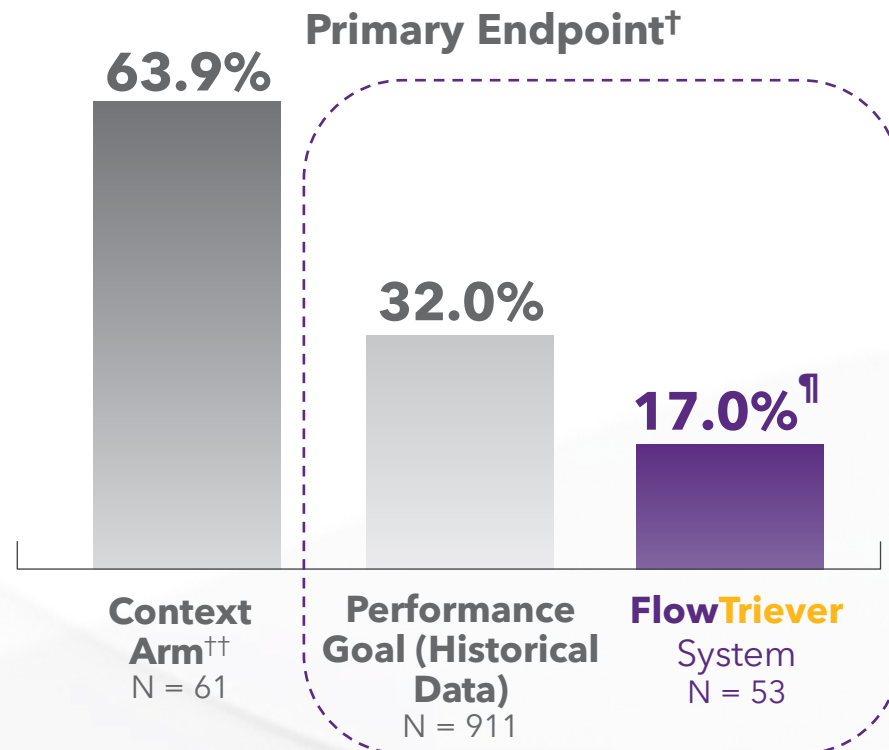 Primary Endpoint†
63.9%
32.0%
17.0%¶
Context
Arm††
N = 61
Performance
Goal (Historical
Data)
N = 911
FlowTriever
System
N = 53